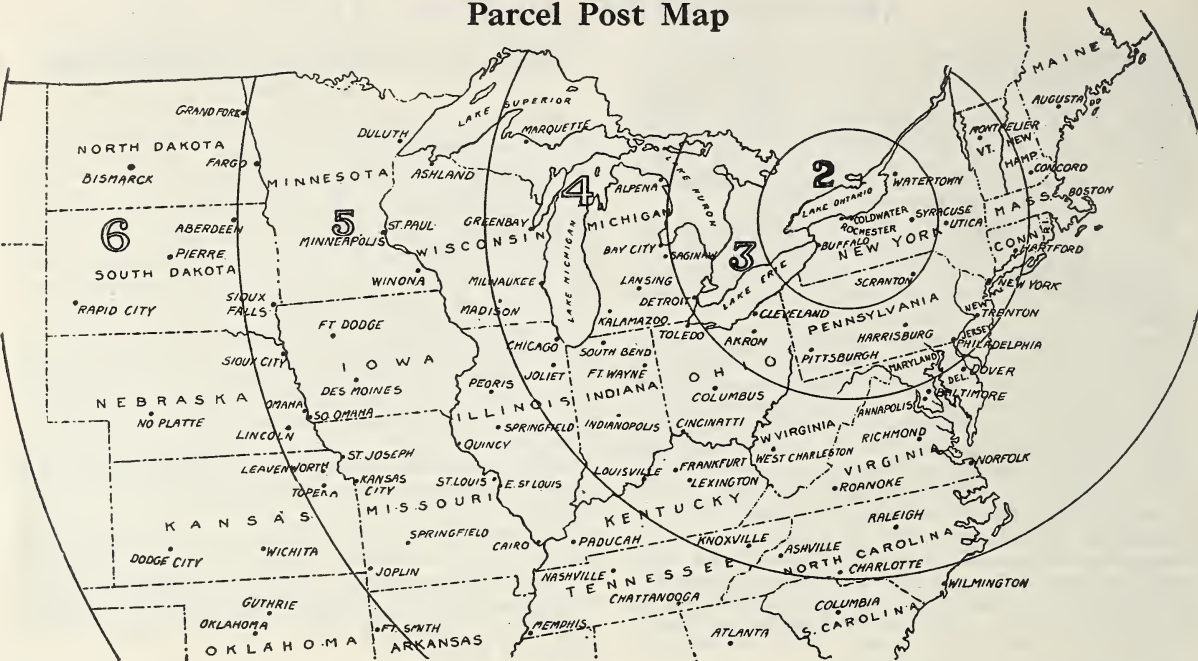 Parcel Post Map
MAINE
GRAND FORK
LAKE SUPERIOR
AUGUSTA
DULUTH
MARQUETTE
MONTPELIER
VT.
NEW HAMP.
NORTH DAKOTA
FARGO
BISMARCK
MINNESOTA
ASHLAND
4
ALPENA
LAKE HURON
2
WATERTOWN
CONCORD
BOSTON
LAKE ONTARIO
MASS.
6
ABERDEEN
5
ST. PAUL
MINNEAPOLIS
GREENBAY
WISCONSIN
MICHIGAN
LAKE MICHIGAN
COLDWATER
ROCHESTER
SYRACUSE
UTICA
BUFFALO
NEW YORK
CONN.
R.I.
HARTFORD
PIERRE
SOUTH DAKOTA
BAY CITY
SAGINAW
3
WINONA
MILWAUKEE
LANSING
LAKE ERIE
SCRANTON
NEW YORK
RAPID CITY
SIOUX FALLS
MADISON
DETROIT
KALAMAZOO
CLEVELAND
PENNSYLVANIA
NEW JERSEY
TRENTON
FT DODGE
TOLEDO
AKRON
HARRISBURG
PHILADELPHIA
SIOUX CITY
IOWA
CHICAGO
SOUTH BEND
PITTSBURGH
MARYLAND
JOLIET
FT. WAYNE
OHIO
DEL.
DOVER
DES MOINES
PEORIS
INDIANA
COLUMBUS
BALTIMORE
NEBRASKA
NO PLATTE
OMAHA
SO OMAHA
ILLINOIS
SPRINGFIELD
INDIANOPOLIS
CINCINATTI
ANNAPOLIS
LINCOLN
QUINCY
W VIRGINIA
RICHMOND
ST. JOSEPH
WEST CHARLESTON
VIRGINIA
LEAVENWORTH
LOUISVILLE
FRANKFURT
NORFOLK
TOPEKA
KANSAS CITY
ST. LOUIS
E. ST LOUIS
LEXINGTON
ROANOKE
KANSAS
MISSOURI
KENTUCKY
RALEIGH
SPRINGFIELD
CAIRO
PADUCAH
KNOXVILLE
ASHVILLE
NORTH CAROLINA
DODGE CITY
WICHITA
JOPLIN
NASHVILLE
TENNESSEE
CHARLOTTE
WILMINGTON
CHATTANOOGA
GUTHRIE
COLUMBIA
S. CAROLINA
OKLAHOMA
OKLAHOMA
FT. SMITH
ARKANSAS
MEMPHIS
ATLANTA